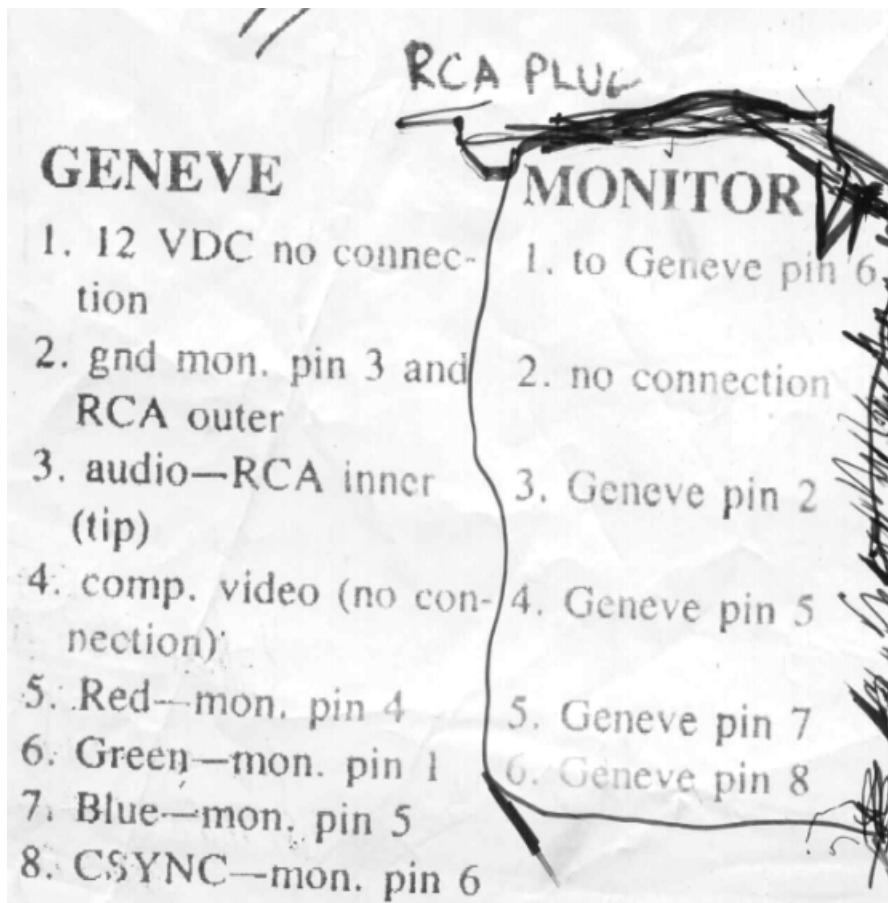 RCA PLUG
GENEVE
1. 12 VDC no connec-
tion
2. gnd mon. pin 3 and
RCA outer
3. audio—RCA inner
(tip)
4. comp. video (no con-
nection)
5. Red—mon. pin 4
6. Green—mon. pin 1
7. Blue—mon. pin 5
8. CSYNC—mon. pin 6
MONITOR
1. to Geneve pin 6
2. no connection
3. Geneve pin 2
4. Geneve pin 5
5. Geneve pin 7
6. Geneve pin 8